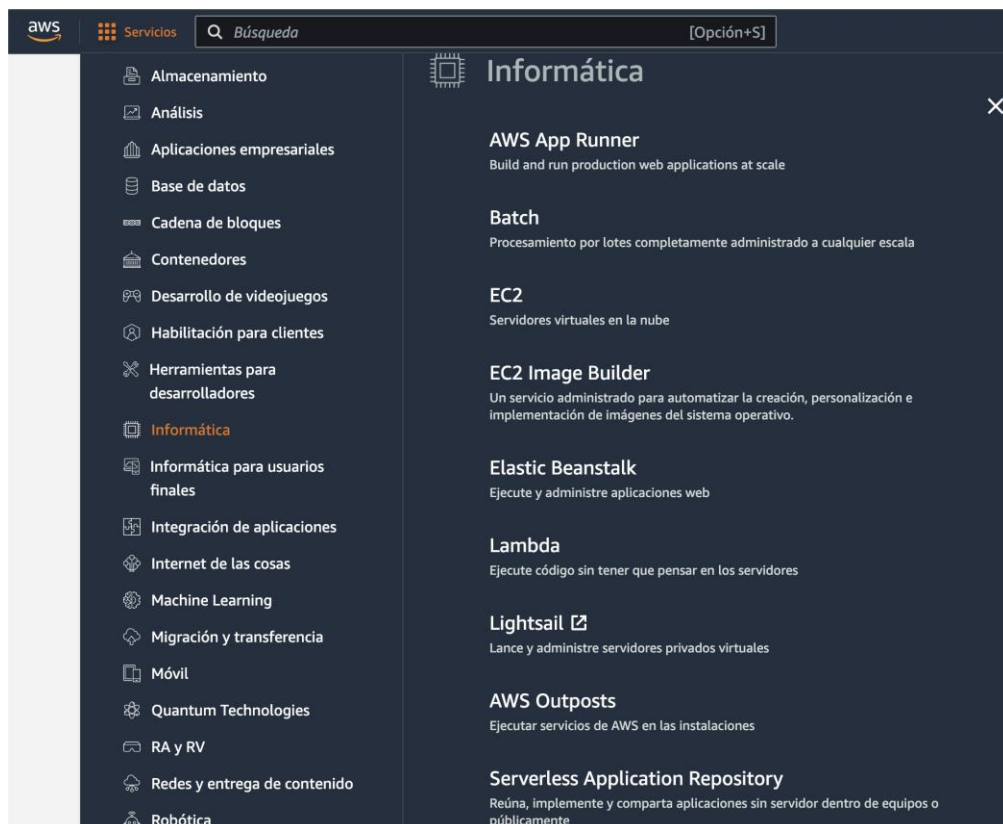 aws
Servicios
Búsqueda
[Opción+S]
Almacenamiento
Análisis
Aplicaciones empresariales
Base de datos
Cadena de bloques
Contenedores
Desarrollo de videojuegos
Habilitación para clientes
Herramientas para
desarrolladores
Informática
Informática para usuarios
finales
Integración de aplicaciones
Internet de las cosas
Machine Learning
Migración y transferencia
Móvil
Quantum Technologies
RA y RV
Redes y entrega de contenido
Robótica
Informática
AWS App Runner
Build and run production web applications at scale
Batch
Procesamiento por lotes completamente administrado a cualquier escala
EC2
Servidores virtuales en la nube
EC2 Image Builder
Un servicio administrado para automatizar la creación, personalización e
implementación de imágenes del sistema operativo.
Elastic Beanstalk
Ejecute y administre aplicaciones web
Lambda
Ejecute código sin tener que pensar en los servidores
Lightsail
Lance y administre servidores privados virtuales
AWS Outposts
Ejecutar servicios de AWS en las instalaciones
Serverless Application Repository
Reúna, implemente y comparta aplicaciones sin servidor dentro de equipos o
públicamente